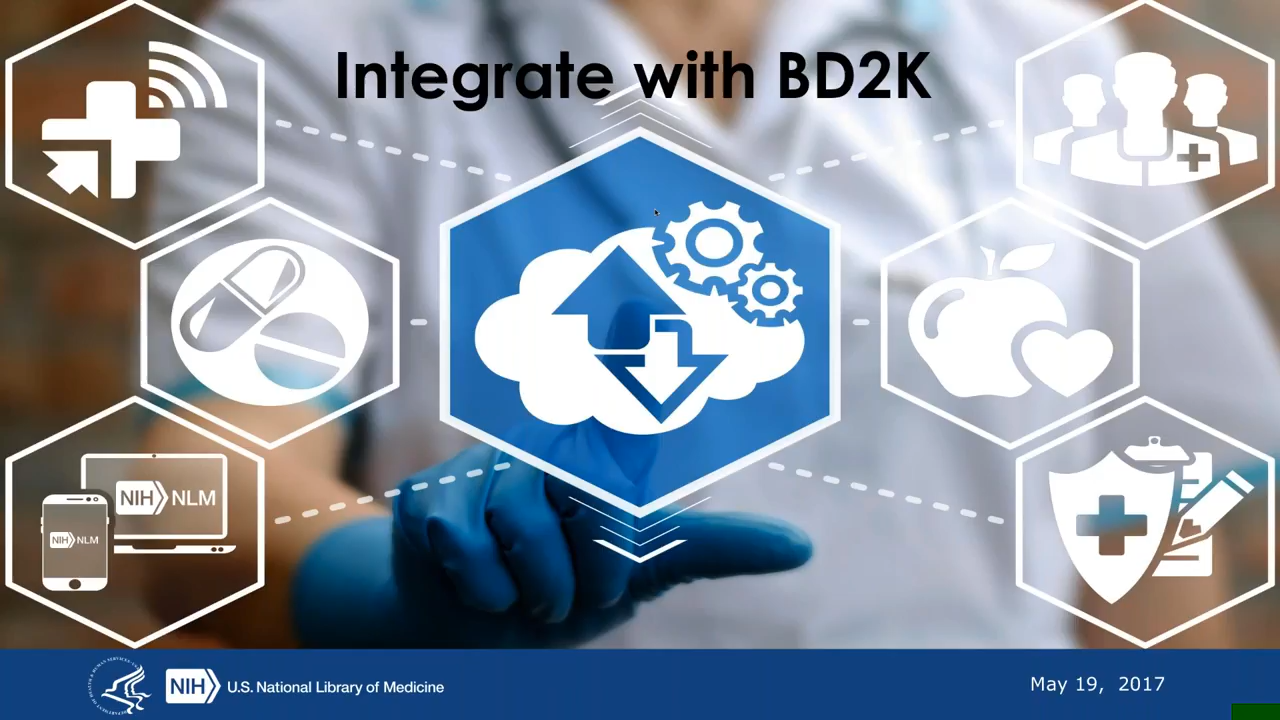 Integrate with BD2K
NIH NLM
NIH NLM
NIH U.S. National Library of Medicine
May 19, 2017